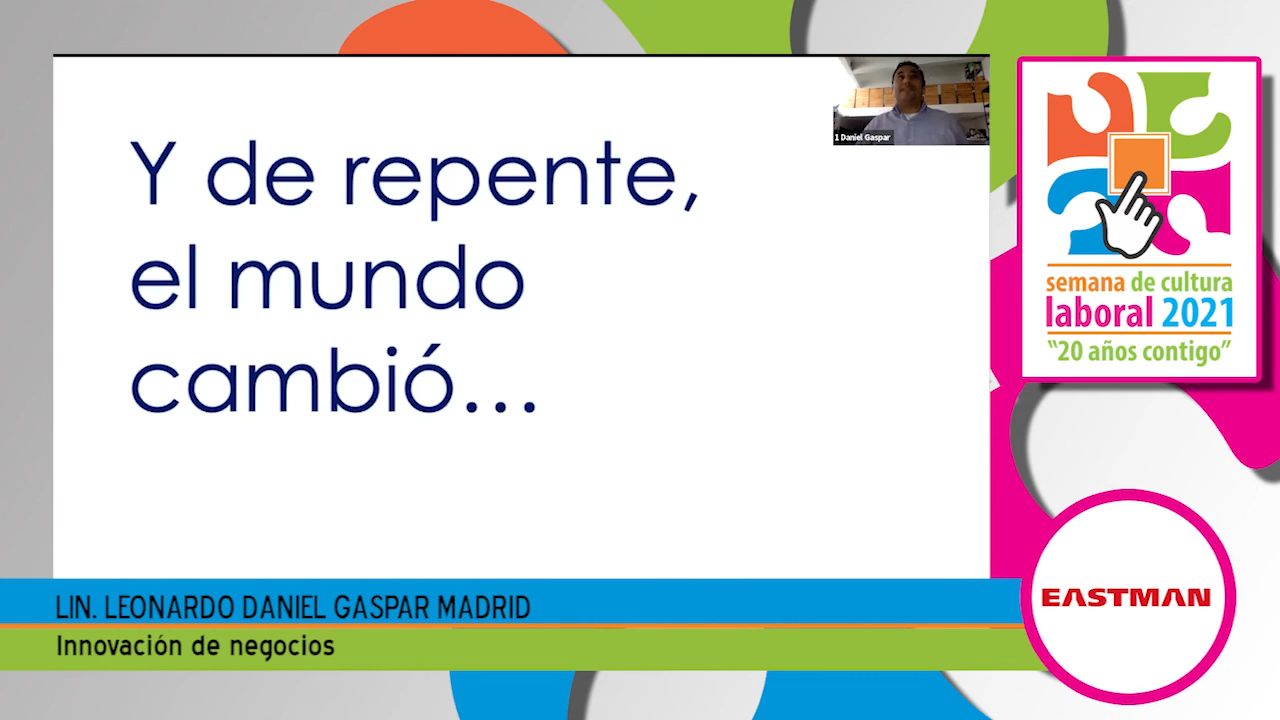 Y de repente,
el mundo
cambió...
1 Daniel Gaspar
semana de cultura
laboral 2021
"20 años contigo"
EASTMAN
LIN. LEONARDO DANIEL GASPAR MADRID
Innovación de negocios